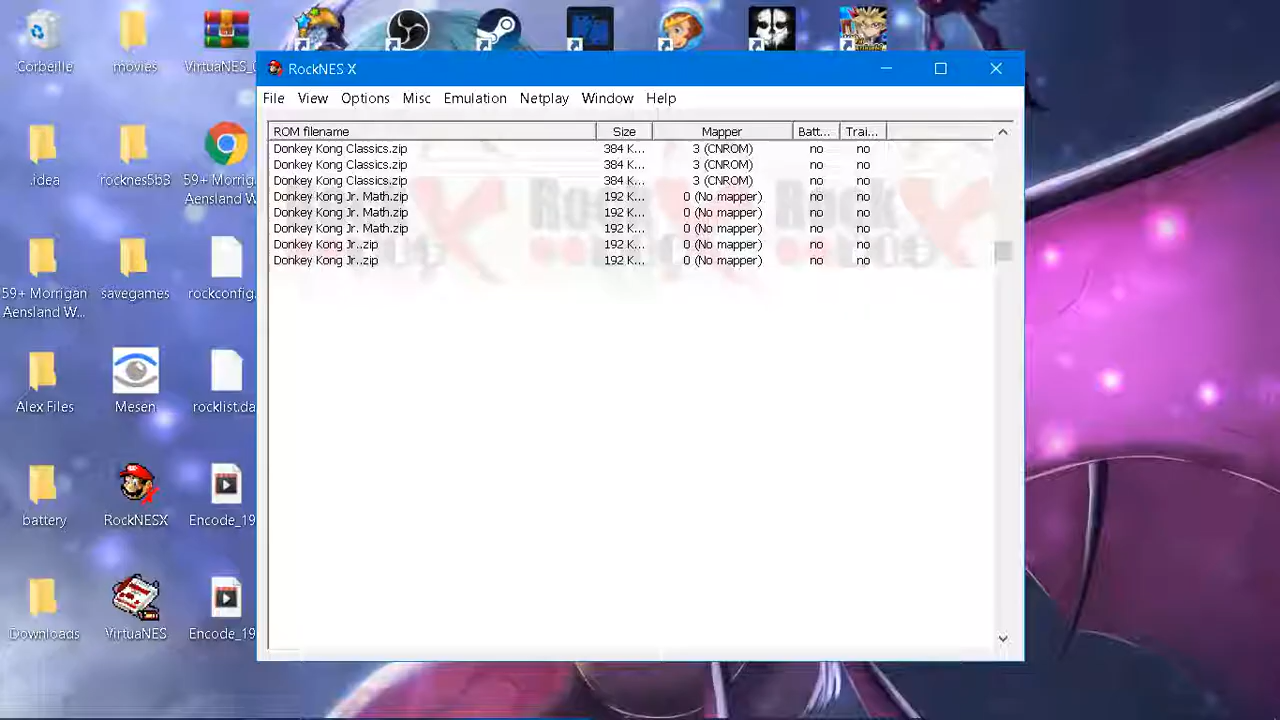 Corbeille
movies
VirtuaNES_
RockNES X
File View Options Misc Emulation Netplay Window Help
ROM filename Size Mapper Batt... Trai...
Donkey Kong Classics.zip 384 K... 3 (CNROM) no no
Donkey Kong Classics.zip 384 K... 3 (CNROM) no no
Donkey Kong Classics.zip 384 K... 3 (CNROM) no no
Donkey Kong Jr. Math.zip 192 K... 0 (No mapper) no no
Donkey Kong Jr. Math.zip 192 K... 0 (No mapper) no no
Donkey Kong Jr. Math.zip 192 K... 0 (No mapper) no no
Donkey Kong Jr..zip 192 K... 0 (No mapper) no no
Donkey Kong Jr..zip 192 K... 0 (No mapper) no no
.idea
rocknes5b3
59+ Morrig
Aensland W
59+ Morrigan
Aensland W...
savegames
rockconfig.
Alex Files
Mesen
rocklist.da
battery
RockNESX
Encode_19
Downloads
VirtuaNES
Encode_19